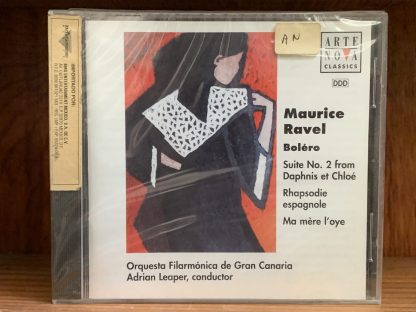 IMPORTADO POR:
AN
ARTE
NOVA
CLASSICS
DDD
Maurice
Ravel
Boléro
Suite No. 2 from
Daphnis et Chloé
Rhapsodie
espagnole
Ma mère l'oye
Orquesta Filarmónica de Gran Canaria
Adrian Leaper, conductor